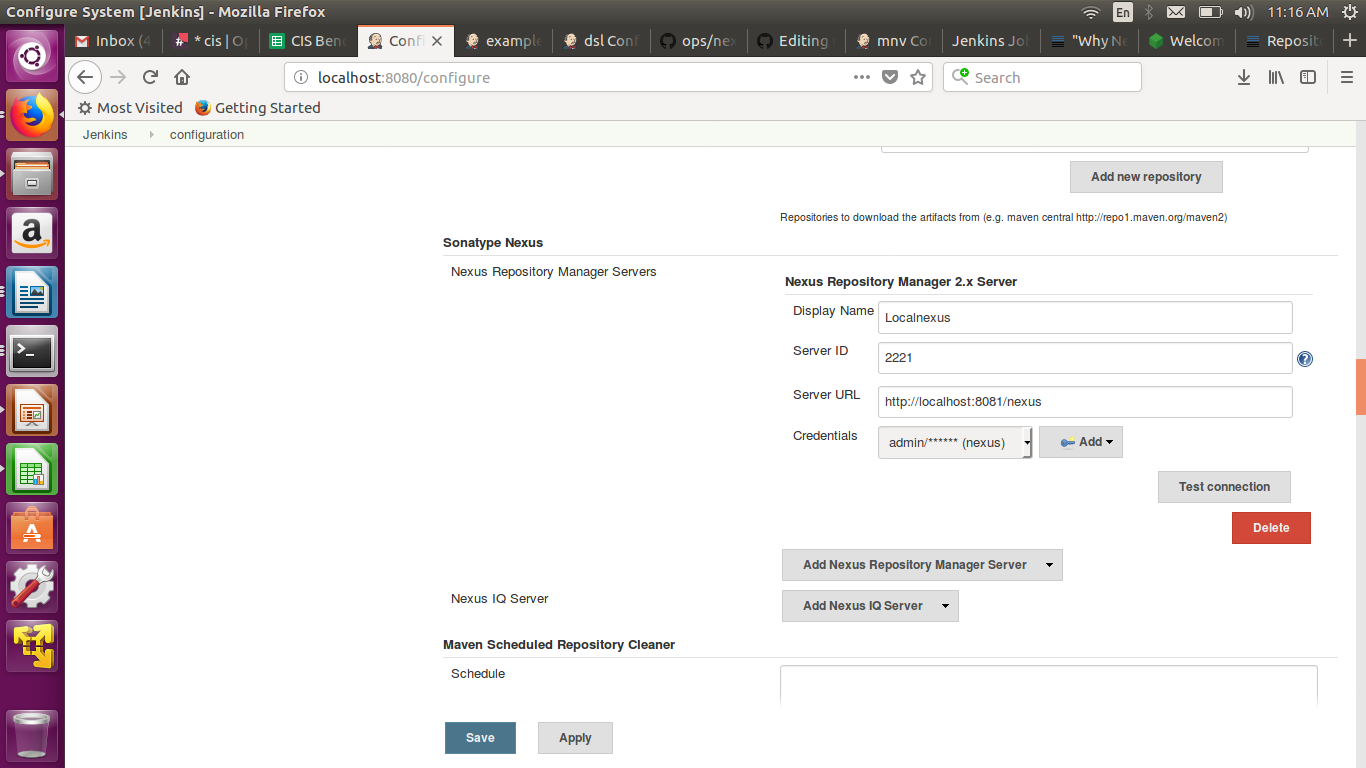 Configure System [Jenkins] - Mozilla Firefox
En
11:16 AM
Inbox (4
* cis | O
CIS Ben
Conf
example
dsl Conf
ops/nex
Editing
mnv Co
Jenkins Jo
"Why Ne
Welcom
Reposit
localhost:8080/configure
Search
Most Visited
Getting Started
Jenkins
configuration
Add new repository
Repositories to download the artifacts from (e.g. maven central http://repo1.maven.org/maven2)
Sonatype Nexus
Nexus Repository Manager Servers
Nexus Repository Manager 2.x Server
Display Name
Localnexus
Server ID
2221
Server URL
http://localhost:8081/nexus
Credentials
admin/****** (nexus)
Add
Test connection
Delete
Add Nexus Repository Manager Server
Nexus IQ Server
Add Nexus IQ Server
Maven Scheduled Repository Cleaner
Schedule
Save
Apply